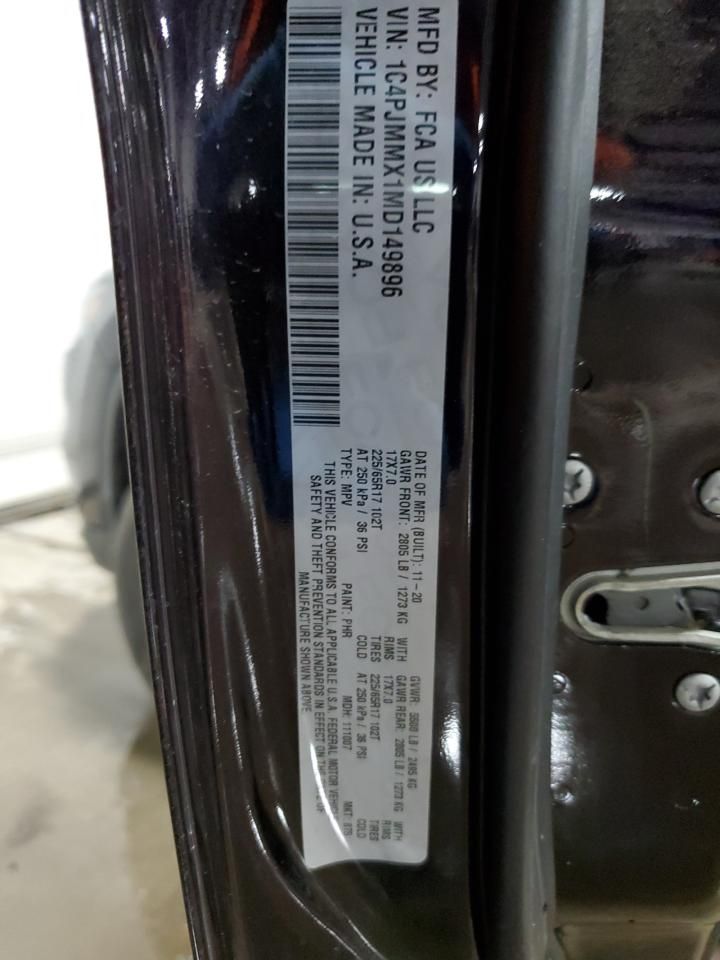 MFD BY: FCA US LLC
VIN: 1C4PJMMX1MD149896
VEHICLE MADE IN: U.S.A.
DATE OF MFR (BUILT): 11-20 GVWR: 5500 LB / 2495 KG
GAWR FRONT: 2805 LB / 1273 KG WITH GAWR REAR: 2805 LB / 1273 KG WITH
17X7.0 RIMS 17X7.0 RIMS
225/65R17 102T TIRES 225/65R17 102T TIRES
AT 250 kPa / 36 PSI COLD AT 250 kPa / 36 PSI COLD
TYPE: MPV PAINT: PHR MDH: 111007 MKT:
THIS VEHICLE CONFORMS TO ALL APPLICABLE U.S.A. FEDERAL MOTOR VEHICLE
SAFETY AND THEFT PREVENTION STANDARDS IN EFFECT ON THE DATE OF
MANUFACTURE SHOWN ABOVE